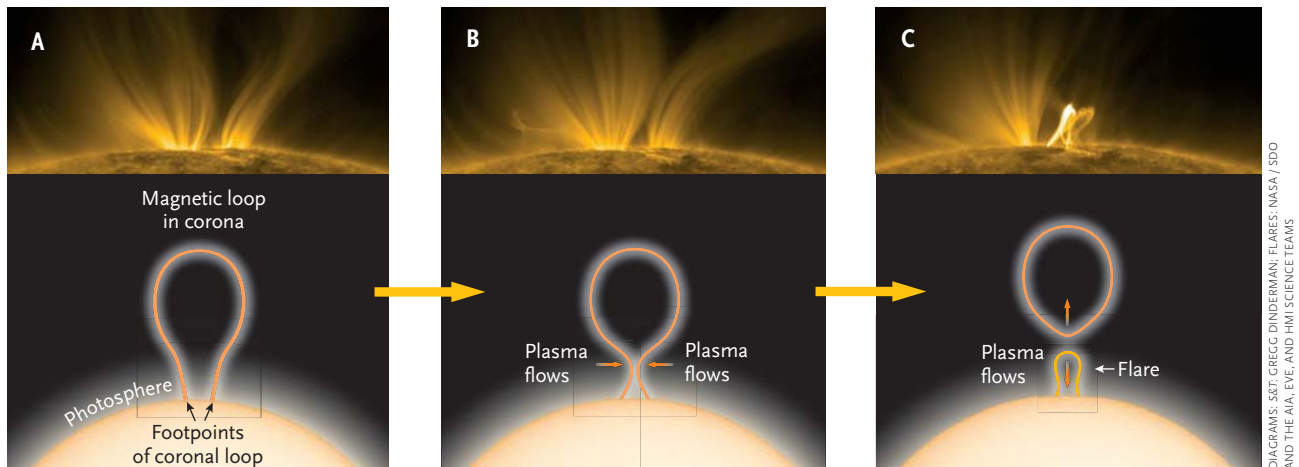 A
Magnetic loop
in corona
Photosphere
Footpoints
of coronal loop
B
Plasma
flows
Plasma
flows
C
Plasma
flows
Flare
DIAGRAMS: S&T: GREGG DINDERMAN; FLARES: NASA / SDO
AND THE AIA, EVE, AND HMI SCIENCE TEAMS